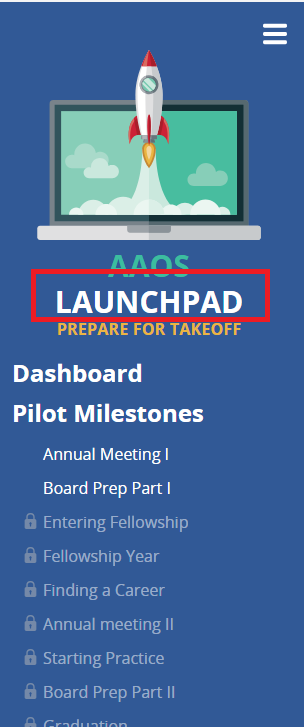 AAOS
LAUNCHPAD
PREPARE FOR TAKEOFF
Dashboard
Pilot Milestones
Annual Meeting I
Board Prep Part I
Entering Fellowship
Fellowship Year
Finding a Career
Annual meeting II
Starting Practice
Board Prep Part II
Graduation